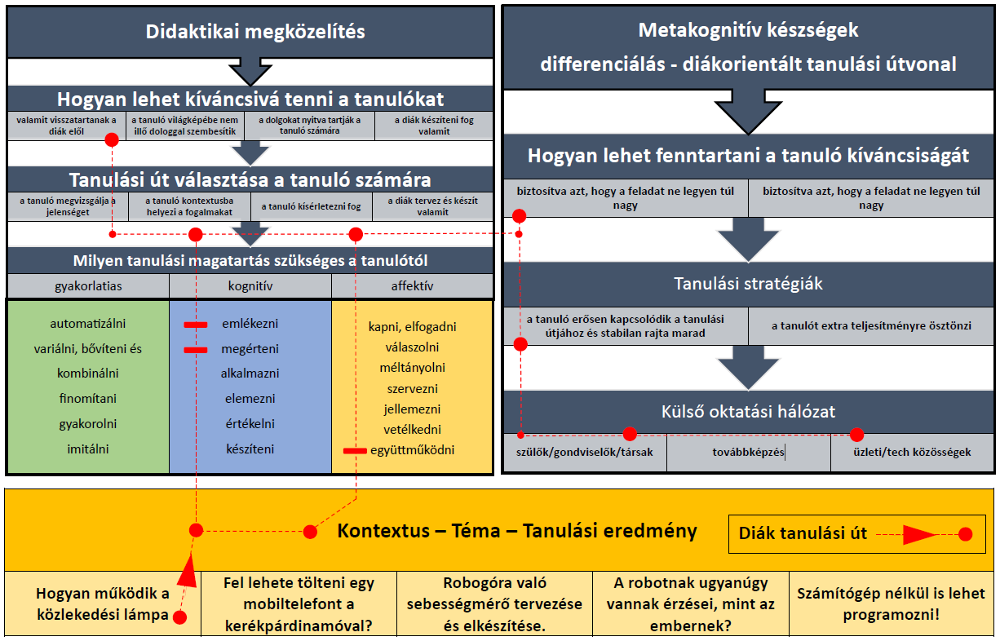 Didaktikai megközelítés
Hogyan lehet kíváncsivá tenni a tanulókat
valamit visszatartanak a
diák elől
a tanuló világképébe nem
illő dologgal szembesítik
a dolgokat nyitva tartják a
tanuló számára
a diák készíteni fog
valamit
Tanulási út választása a tanuló számára
a tanuló megvizsgálja a
jelenséget
a tanuló kontextusba
helyezi a fogalmakat
a tanuló kísérletezni fog
a diák tervez és készít
valamit
Milyen tanulási magatartás szükséges a tanulótól
gyakorlatias
kognitív
affektív
automatizálni
variálni, bővíteni és
kombinálni
finomítani
gyakorolni
imitálni
emlékezni
megérteni
alkalmazni
elemezni
értékelni
készíteni
kapni, elfogadni
válaszolni
méltányolni
szervezni
jellemezni
vetélkedni
együttműködni
Metakognitív készségek
differenciálás - diákorientált tanulási útvonal
Hogyan lehet fenntartani a tanuló kíváncsiságát
biztosítva azt, hogy a feladat ne legyen túl
nagy
biztosítva azt, hogy a feladat ne legyen túl
nagy
Tanulási stratégiák
a tanuló erősen kapcsolódik a tanulási
útjához és stabilan rajta marad
a tanulót extra teljesítményre ösztönzi
Külső oktatási hálózat
szülők/gondviselők/társak
továbbképzés
üzleti/tech közösségek
Kontextus – Téma – Tanulási eredmény
Diák tanulási út
Hogyan működik a
közlekedési lámpa
Fel lehete tölteni egy
mobiltelefont a
kerékpárdinamóval?
Robogóra való
sebességmérő tervezése
és elkészítése.
A robotnak ugyanúgy
vannak érzései, mint az
embernek?
Számítógép nélkül is lehet
programozni!